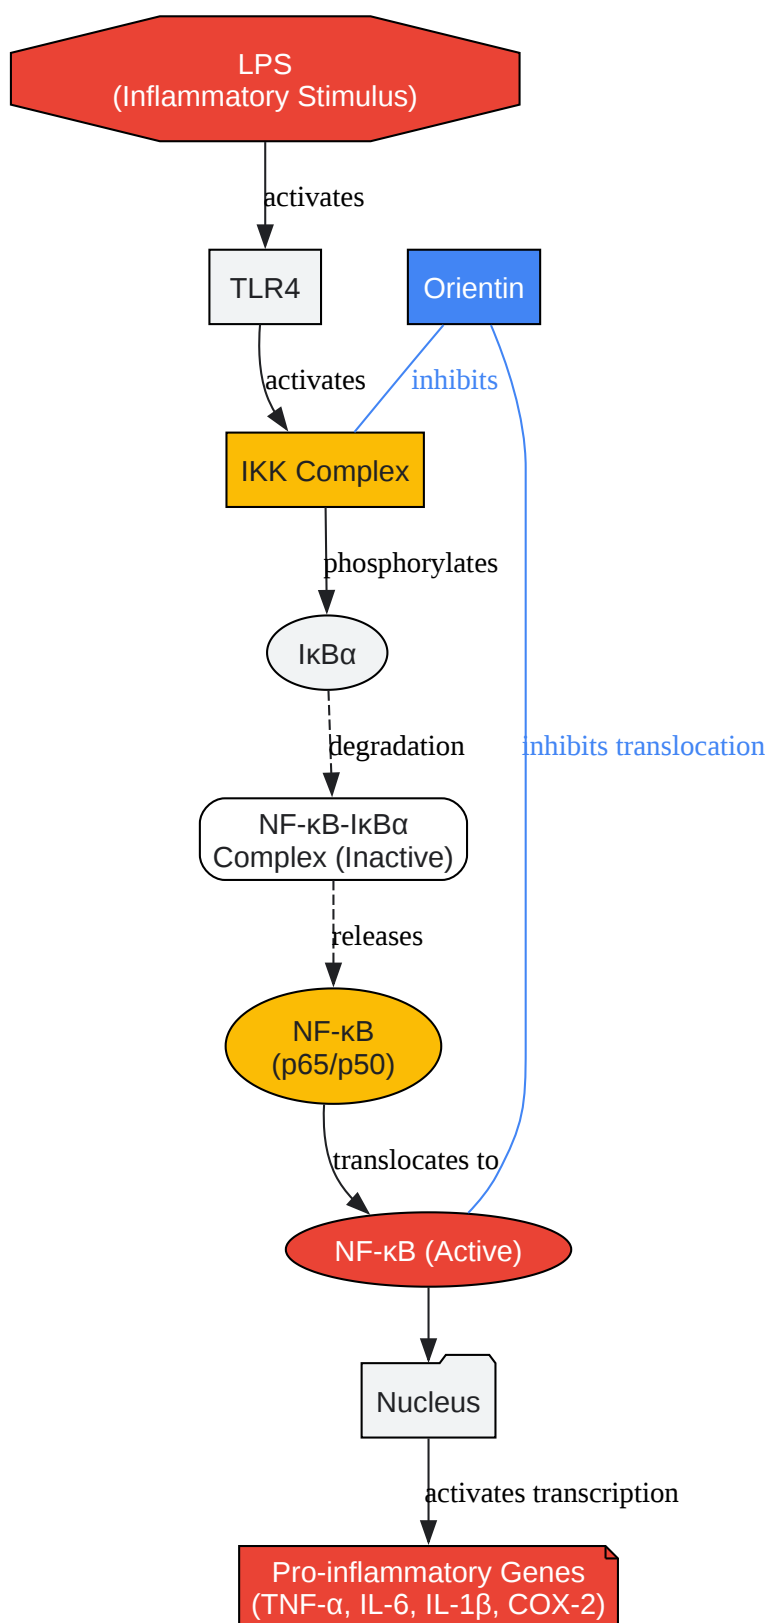 LPS
(Inflammatory Stimulus)
activates
TLR4
Orientin
activates
inhibits
IKK Complex
phosphorylates
IκBα
degradation
inhibits translocation
NF-κB-IκBα
Complex (Inactive)
releases
NF-κB
(p65/p50)
translocates to
NF-κB (Active)
Nucleus
activates transcription
Pro-inflammatory Genes
(TNF-α, IL-6, IL-1β, COX-2)